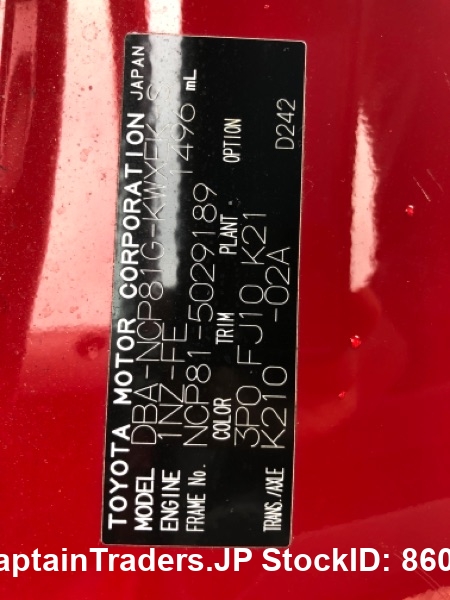 TOYOTA MOTOR CORPORATION JAPAN
MODEL DBA-NCP81G-KWXEK S
ENGINE 1NZ-FE 1496 mL
FRAME No. NCP81-5029189
COLOR TRIM PLANT OPTION
3P0 FJ10 K21
TRANS./AXLE K210 -02A D242
aptainTraders.JP StockID: 860